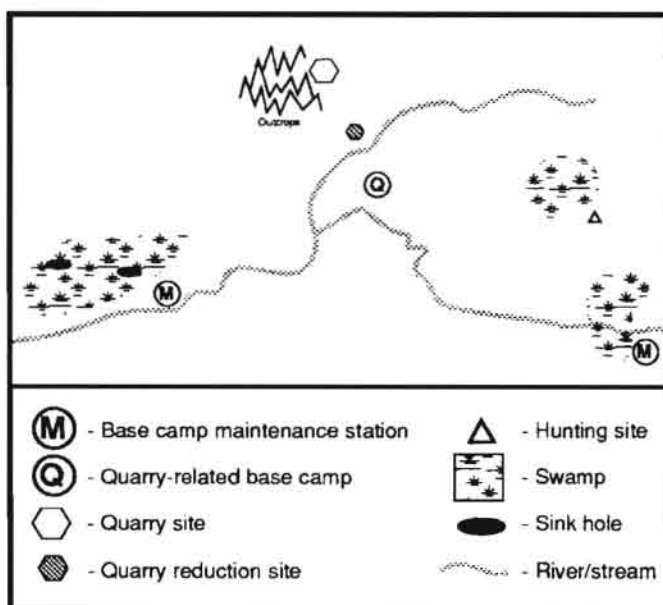 Outcrops
Q
M
M
M - Base camp maintenance station
Q - Quarry-related base camp
- Quarry site
- Quarry reduction site
- Hunting site
- Swamp
- Sink hole
- River/stream